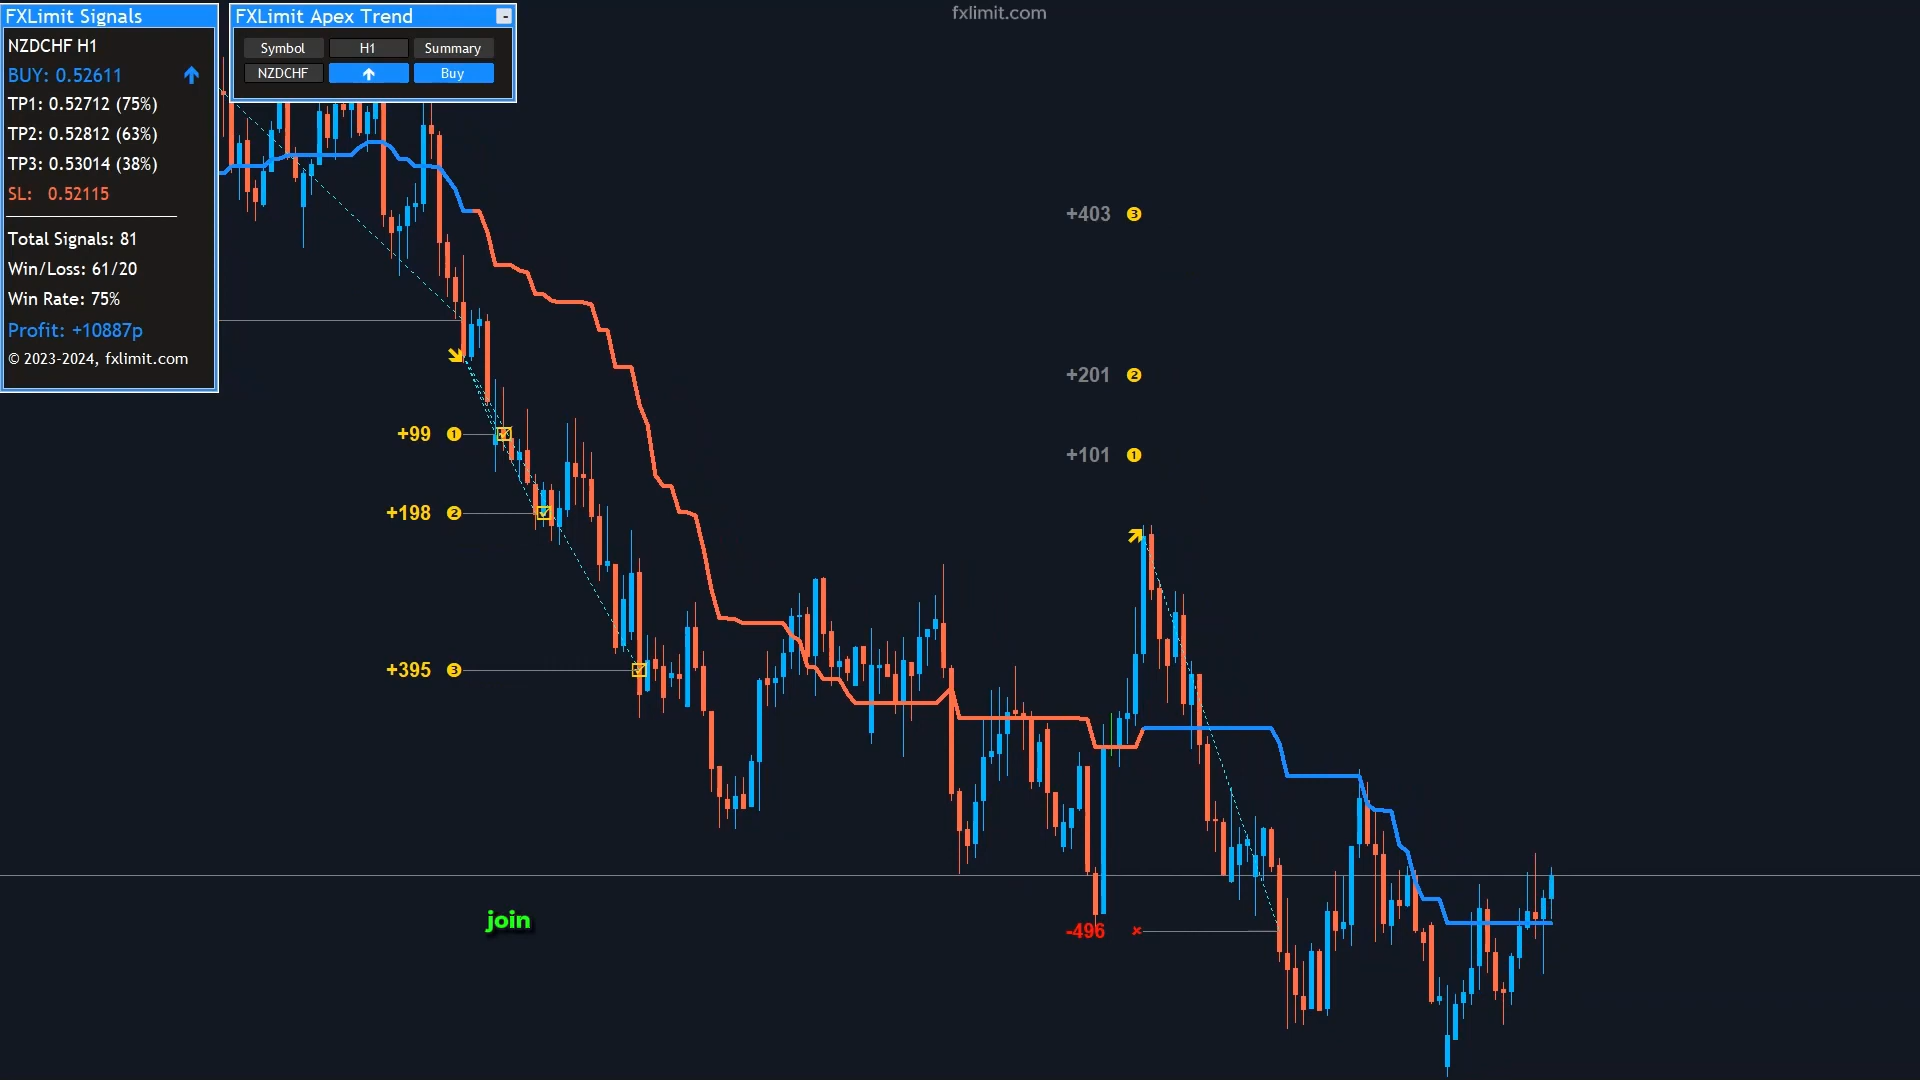 FXLimit Signals
NZDCHF H1
BUY: 0.52611
TP1: 0.52712 (75%)
TP2: 0.52812 (63%)
TP3: 0.53014 (38%)
SL: 0.52115
Total Signals: 81
Win/Loss: 61/20
Win Rate: 75%
Profit: +10887p
© 2023-2024, fxlimit.com
FXLimit Apex Trend
-
Symbol H1 Summary
NZDCHF Buy
fxlimit.com
+403 3
+201 2
+101 1
+99 1
+198 2
+395 3
-496
join